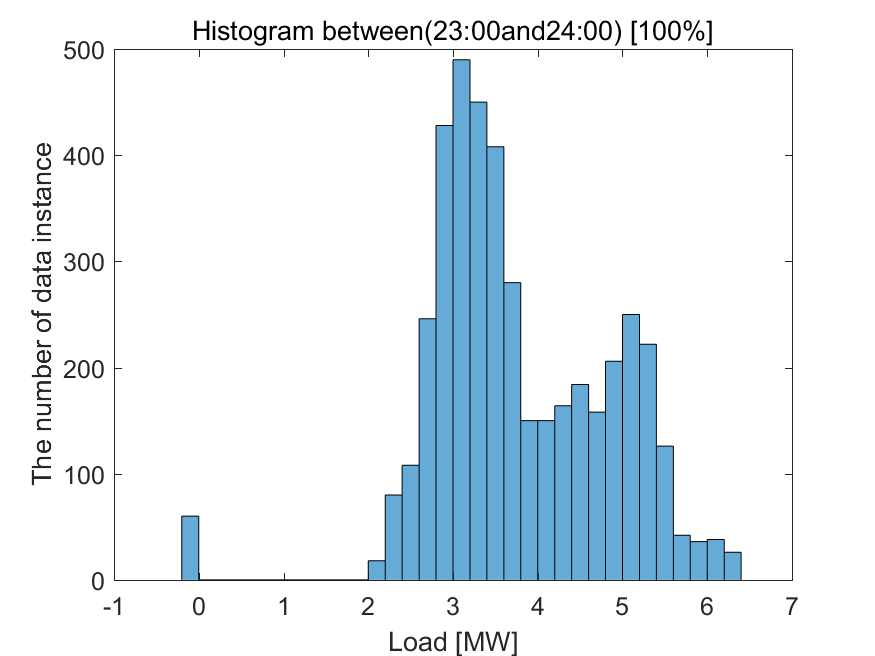 Histogram between(23:00and24:00) [100%]
The number of data instance
500
400
300
200
100
0
-1 0 1 2 3 4 5 6 7
Load [MW]